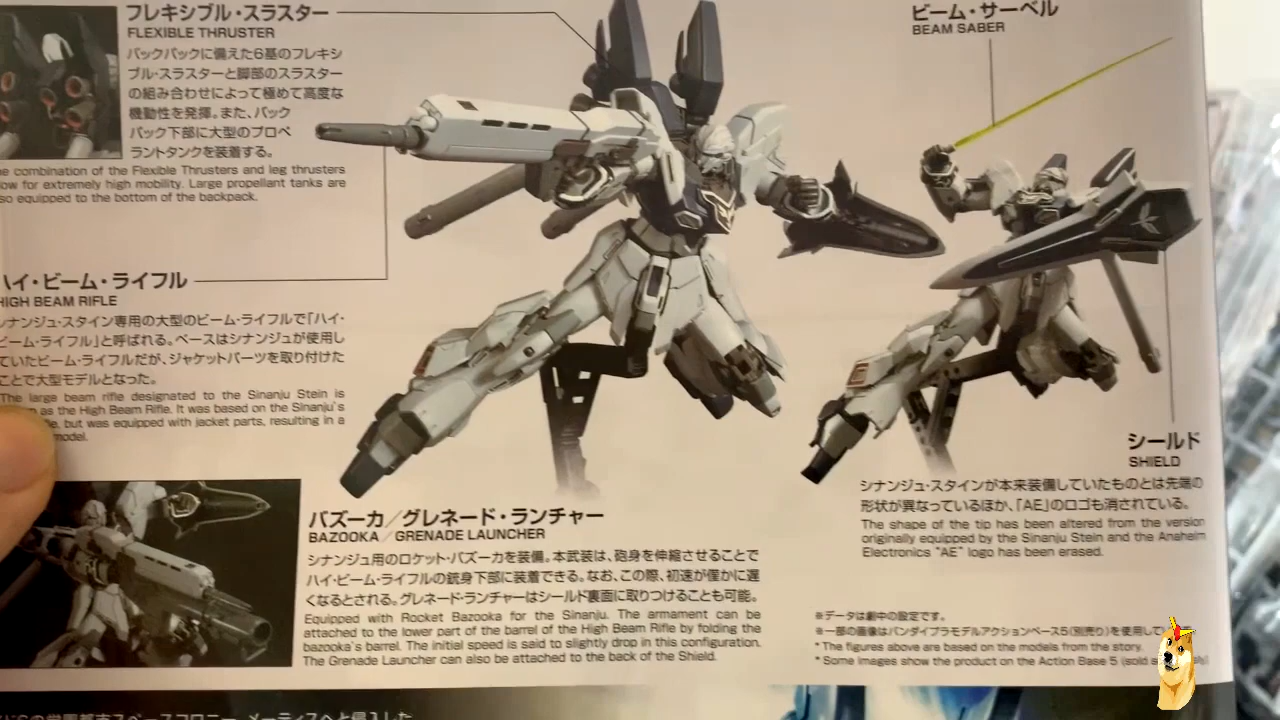 フレキシブル・スラスター
FLEXIBLE THRUSTER
バックパックに備えた6基のフレキシ
ブル・スラスターと脚部のスラスター
の組み合わせによって極めて高度な
機動性を発揮。また、バック
パック下部に大型のプロペ
ラントタンクを装着する。
combination of the Flexible Thrusters and leg thrusters
for extremely high mobility. Large propellant tanks are
equipped to the bottom of the backpack.
ビーム・サーベル
BEAM SABER
ハイ・ビーム・ライフル
HIGH BEAM RIFLE
シナンジュ・スタイン専用の大型のビーム・ライフルで「ハイ・
ビーム・ライフル」と呼ばれる。ベースはシナンジュが使用し
ていたビーム・ライフルだが、ジャケットパーツを取り付けた
ことで大型モデルとなった。
The large beam rifle designated to the Sinanju Stein is
as the High Beam Rifle. It was based on the Sinanju's
but was equipped with jacket parts, resulting in a
model.
シールド
SHIELD
シナンジュ・スタインが本来装備していたものとは先端の
形状が異なっているほか、「AE」のロゴも消されている。
The shape of the tip has been altered from the version
originally equipped by the Sinanju Stein and the Anaheim
Electronics "AE" logo has been erased.
バズーカ／グレネード・ランチャー
BAZOOKA／GRENADE LAUNCHER
シナンジュ用のロケット・バズーカを装備。本武装は、砲身を伸縮させることで
ハイ・ビーム・ライフルの銃身下部に装着できる。なお、この際、初速が僅かに遅
くなるとされる。グレネード・ランチャーはシールド裏面に取りつけることも可能。
Equipped with Rocket Bazooka for the Sinanju. The armament can be
attached to the lower part of the barrel of the High Beam Rifle by folding the
bazooka's barrel. The initial speed is said to slightly drop in this configuration.
The Grenade Launcher can also be attached to the back of the Shield.
※データは劇中の設定です。
※一部の画像はバンダイプラモデルアクションベース5(別売り)を使用して
* The figures above are based on the models from the story.
* Some images show the product on the Action Base 5 (sold